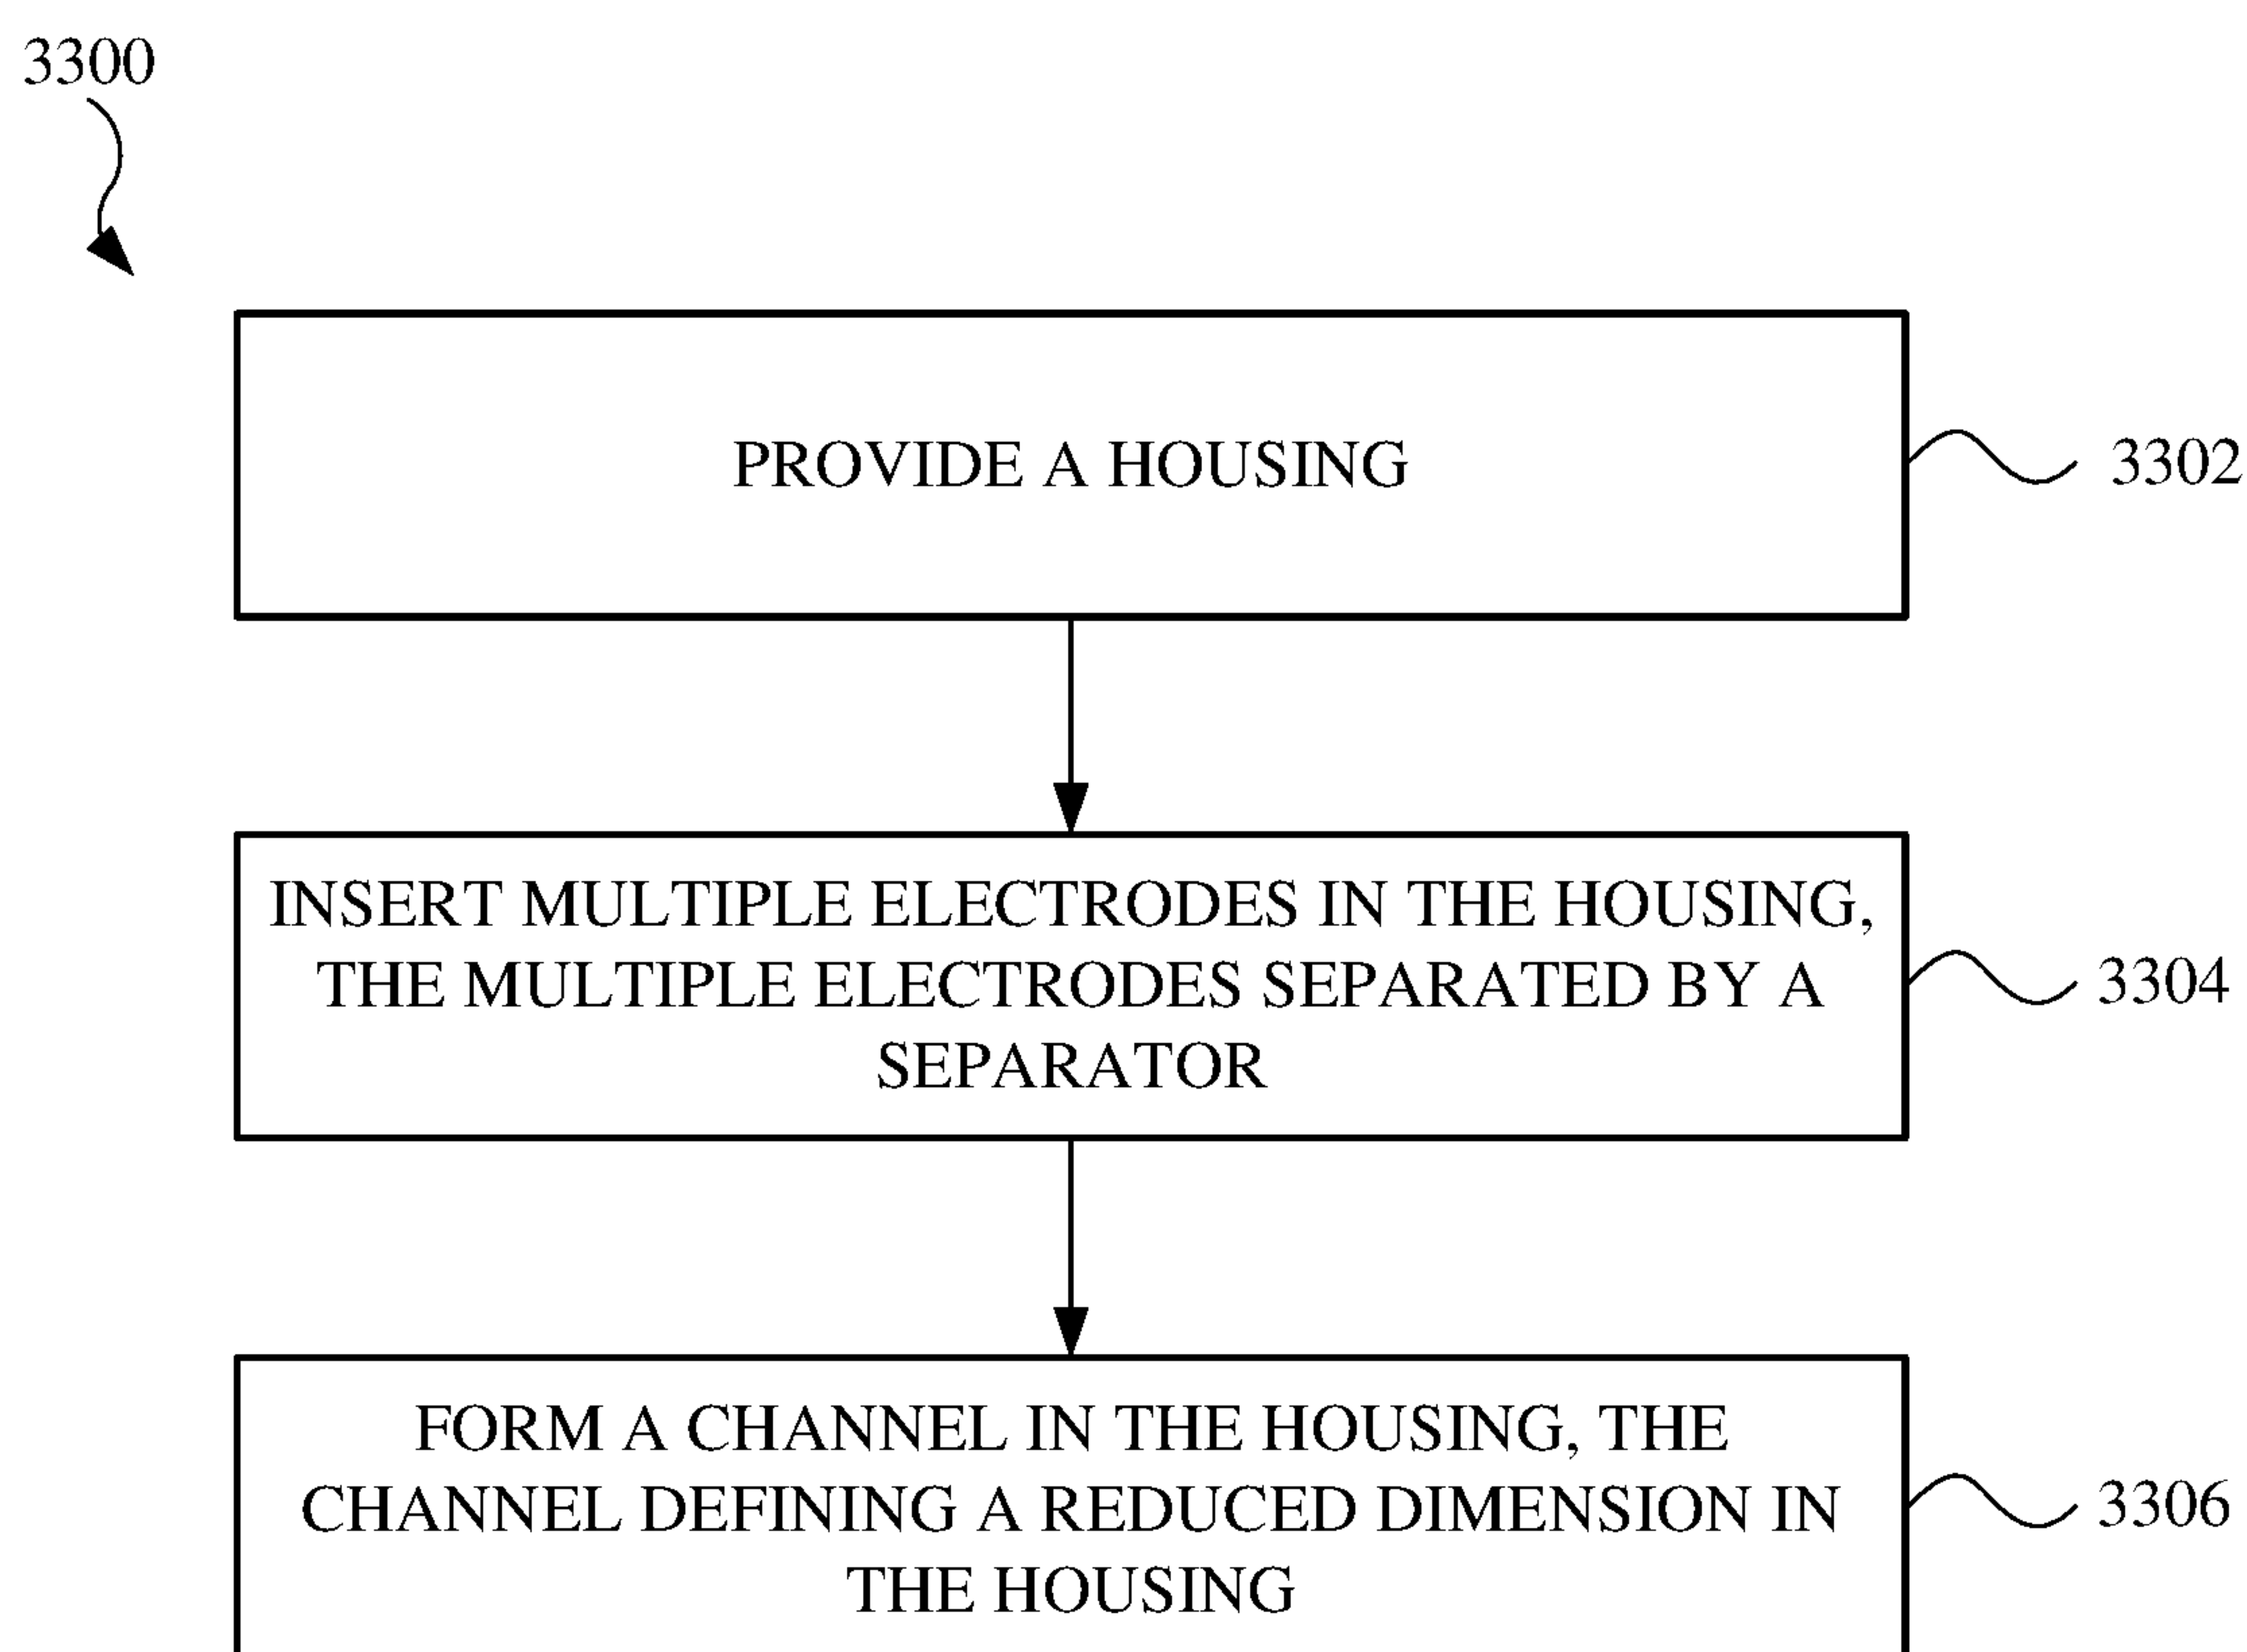 3300
PROVIDE A HOUSING
3302
INSERT MULTIPLE ELECTRODES IN THE HOUSING,
THE MULTIPLE ELECTRODES SEPARATED BY A
SEPARATOR
3304
FORM A CHANNEL IN THE HOUSING, THE
CHANNEL DEFINING A REDUCED DIMENSION IN
THE HOUSING
3306